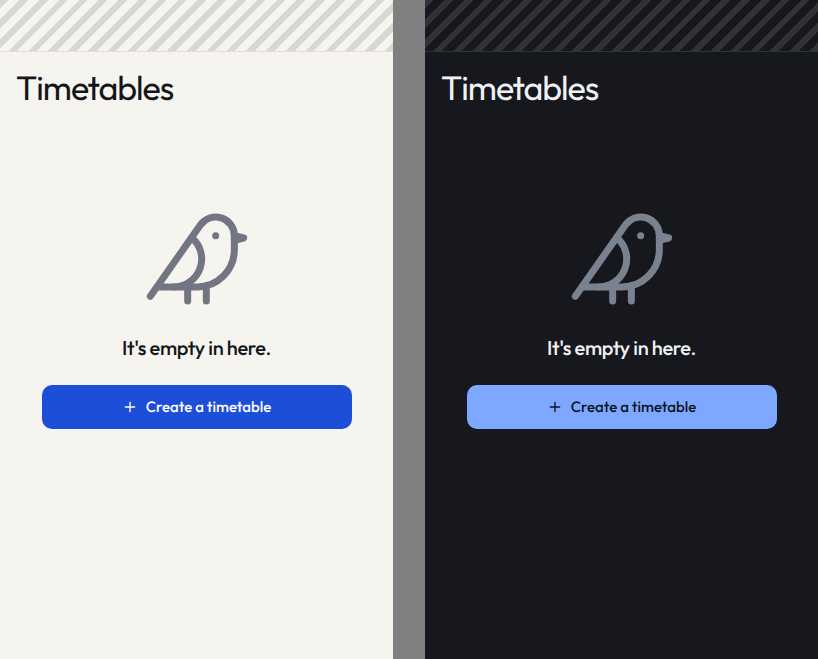 Timetables
It's empty in here.
+ Create a timetable
Timetables
It's empty in here.
+ Create a timetable